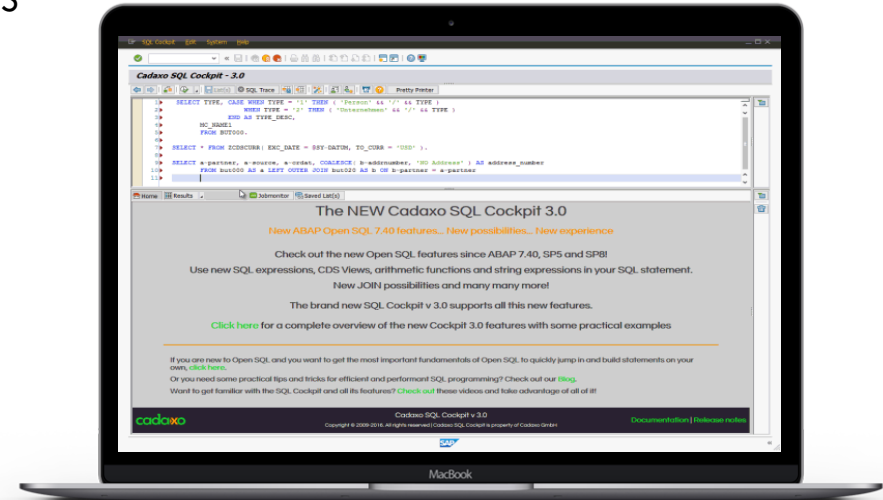 SQL Cockpit Edit System Help
Cadaxo SQL Cockpit - 3.0
SQL Trace Pretty Printer
1 SELECT TYPE, CASE WHEN TYPE = '1' THEN ( 'Person' && '/' && TYPE )
2 WHEN TYPE = '2' THEN ( 'Unternehmen' && '/' && TYPE )
3 END AS TYPE_DESC,
4 MC_NAME1
5 FROM BUT000.
6
7 SELECT * FROM ZCDSCURR( EXC_DATE = @SY-DATUM, TO_CURR = 'USD' ).
8
9 SELECT a~partner, a~source, a~crdat, COALESCE( b~addrnumber, 'NO Address' ) AS address_number
10 FROM but000 AS a LEFT OUTER JOIN but020 AS b ON b~partner = a~partner
11
Home Results Jobmonitor Saved List(s)
The NEW Cadaxo SQL Cockpit 3.0
New ABAP Open SQL 7.40 features... New possibilities... New experience
Check out the new Open SQL features since ABAP 7.40, SP5 and SP8!
Use new SQL expressions, CDS Views, arithmetic functions and string expressions in your SQL statement.
New JOIN possibilities and many many more!
The brand new SQL Cockpit v 3.0 supports all this new features.
Click here for a complete overview of the new Cockpit 3.0 features with some practical examples
If you are new to Open SQL and you want to get the most important fundamentals of Open SQL to quickly jump in and build statements on your
own, click here.
Or you need some practical tips and tricks for efficient and performant SQL programming? Check out our Blog.
Want to get familiar with the SQL Cockpit and all its features? Check out these videos and take advantage of all of it!
cadaxo
Cadaxo SQL Cockpit v 3.0
Copyright © 2009-2016. All rights reserved | Cadaxo SQL Cockpit is property of Cadaxo GmbH
Documentation | Release notes
SAP
MacBook